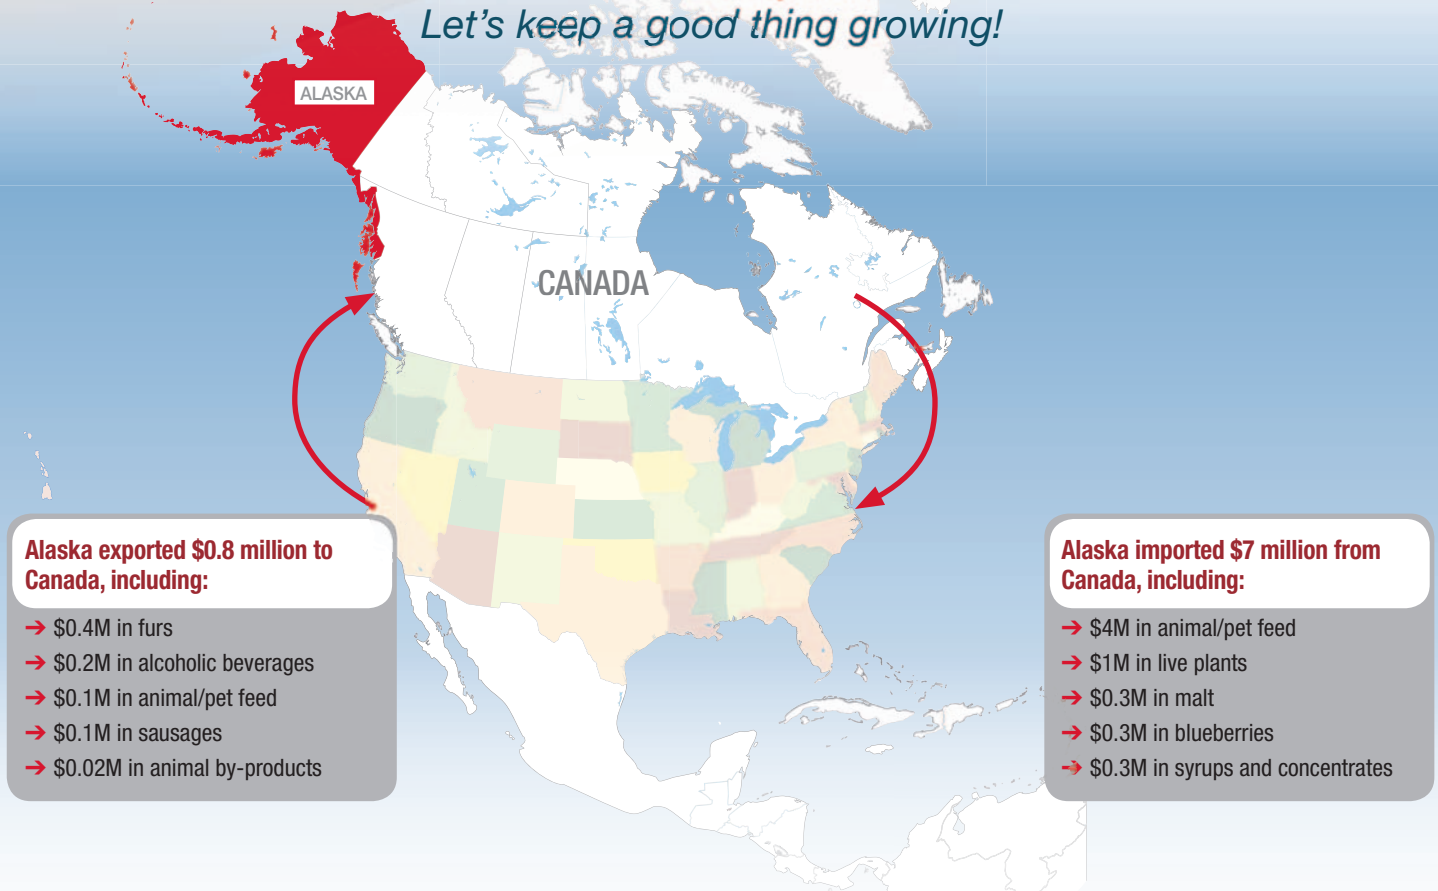 Let's keep a good thing growing!
ALASKA
CANADA
Alaska exported $0.8 million to
Canada, including:
➔ $0.4M in furs
➔ $0.2M in alcoholic beverages
➔ $0.1M in animal/pet feed
➔ $0.1M in sausages
➔ $0.02M in animal by-products
Alaska imported $7 million from
Canada, including:
➔ $4M in animal/pet feed
➔ $1M in live plants
➔ $0.3M in malt
➔ $0.3M in blueberries
➔ $0.3M in syrups and concentrates